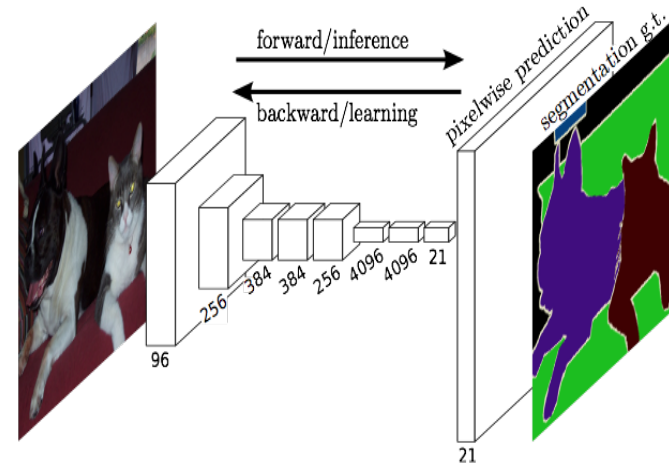 forward/inference
backward/learning
pixelwise prediction
segmentation g.t.
96
256
384
384
256
4096
4096
21
21